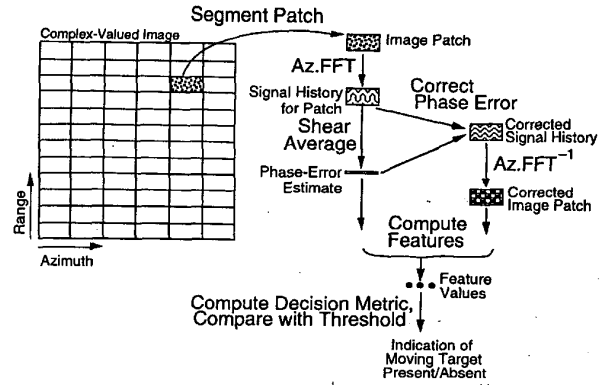 Segment Patch
Complex-Valued Image
Image Patch
Az.FFT
Signal History
for Patch
Correct
Phase Error
Shear
Average
Corrected
Signal History
Az.FFT⁻¹
Phase-Error
Estimate
Corrected
Image Patch
Range
Azimuth
Compute
Features
Feature
Values
Compute Decision Metric,
Compare with Threshold
Indication of
Moving Target
Present/Absent